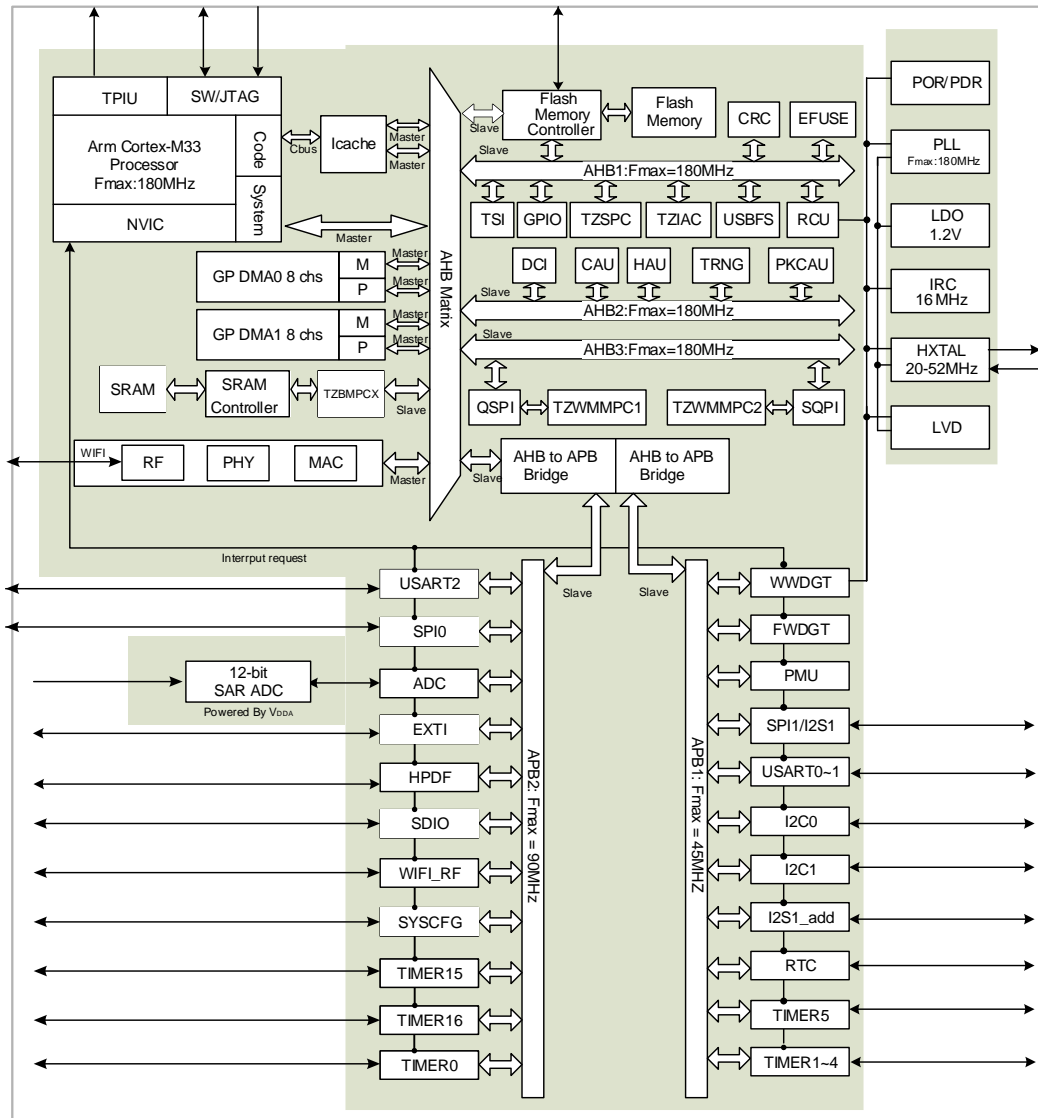 TPIU
SW/JTAG
Arm Cortex-M33
Processor
Fmax:180MHz
Code
System
NVIC
Cbus
Icache
Master
Master
Master
GP DMA0 8 chs
M
P
Master
Master
GP DMA1 8 chs
M
P
Master
Master
SRAM
SRAM
Controller
TZBMPCX
Slave
WIFI
RF
PHY
MAC
Master
AHB Matrix
Slave
Flash
Memory
Controller
Flash
Memory
CRC
EFUSE
Slave
AHB1:Fmax=180MHz
TSI
GPIO
TZSPC
TZIAC
USBFS
RCU
DCI
CAU
HAU
TRNG
PKCAU
Slave
AHB2:Fmax=180MHz
Slave
AHB3:Fmax=180MHz
QSPI
TZWMMPC1
TZWMMPC2
SQPI
Slave
AHB to APB
Bridge
AHB to APB
Bridge
POR/PDR
PLL
Fmax:180MHz
LDO
1.2V
IRC
16 MHz
HXTAL
20-52MHz
LVD
Interrput request
Slave
Slave
USART2
SPI0
12-bit
SAR ADC
Powered By VDDA
ADC
EXTI
HPDF
SDIO
WIFI_RF
SYSCFG
TIMER15
TIMER16
TIMER0
APB2: Fmax = 90MHz
APB1: Fmax = 45MHZ
WWDGT
FWDGT
PMU
SPI1/I2S1
USART0~1
I2C0
I2C1
I2S1_add
RTC
TIMER5
TIMER1~4